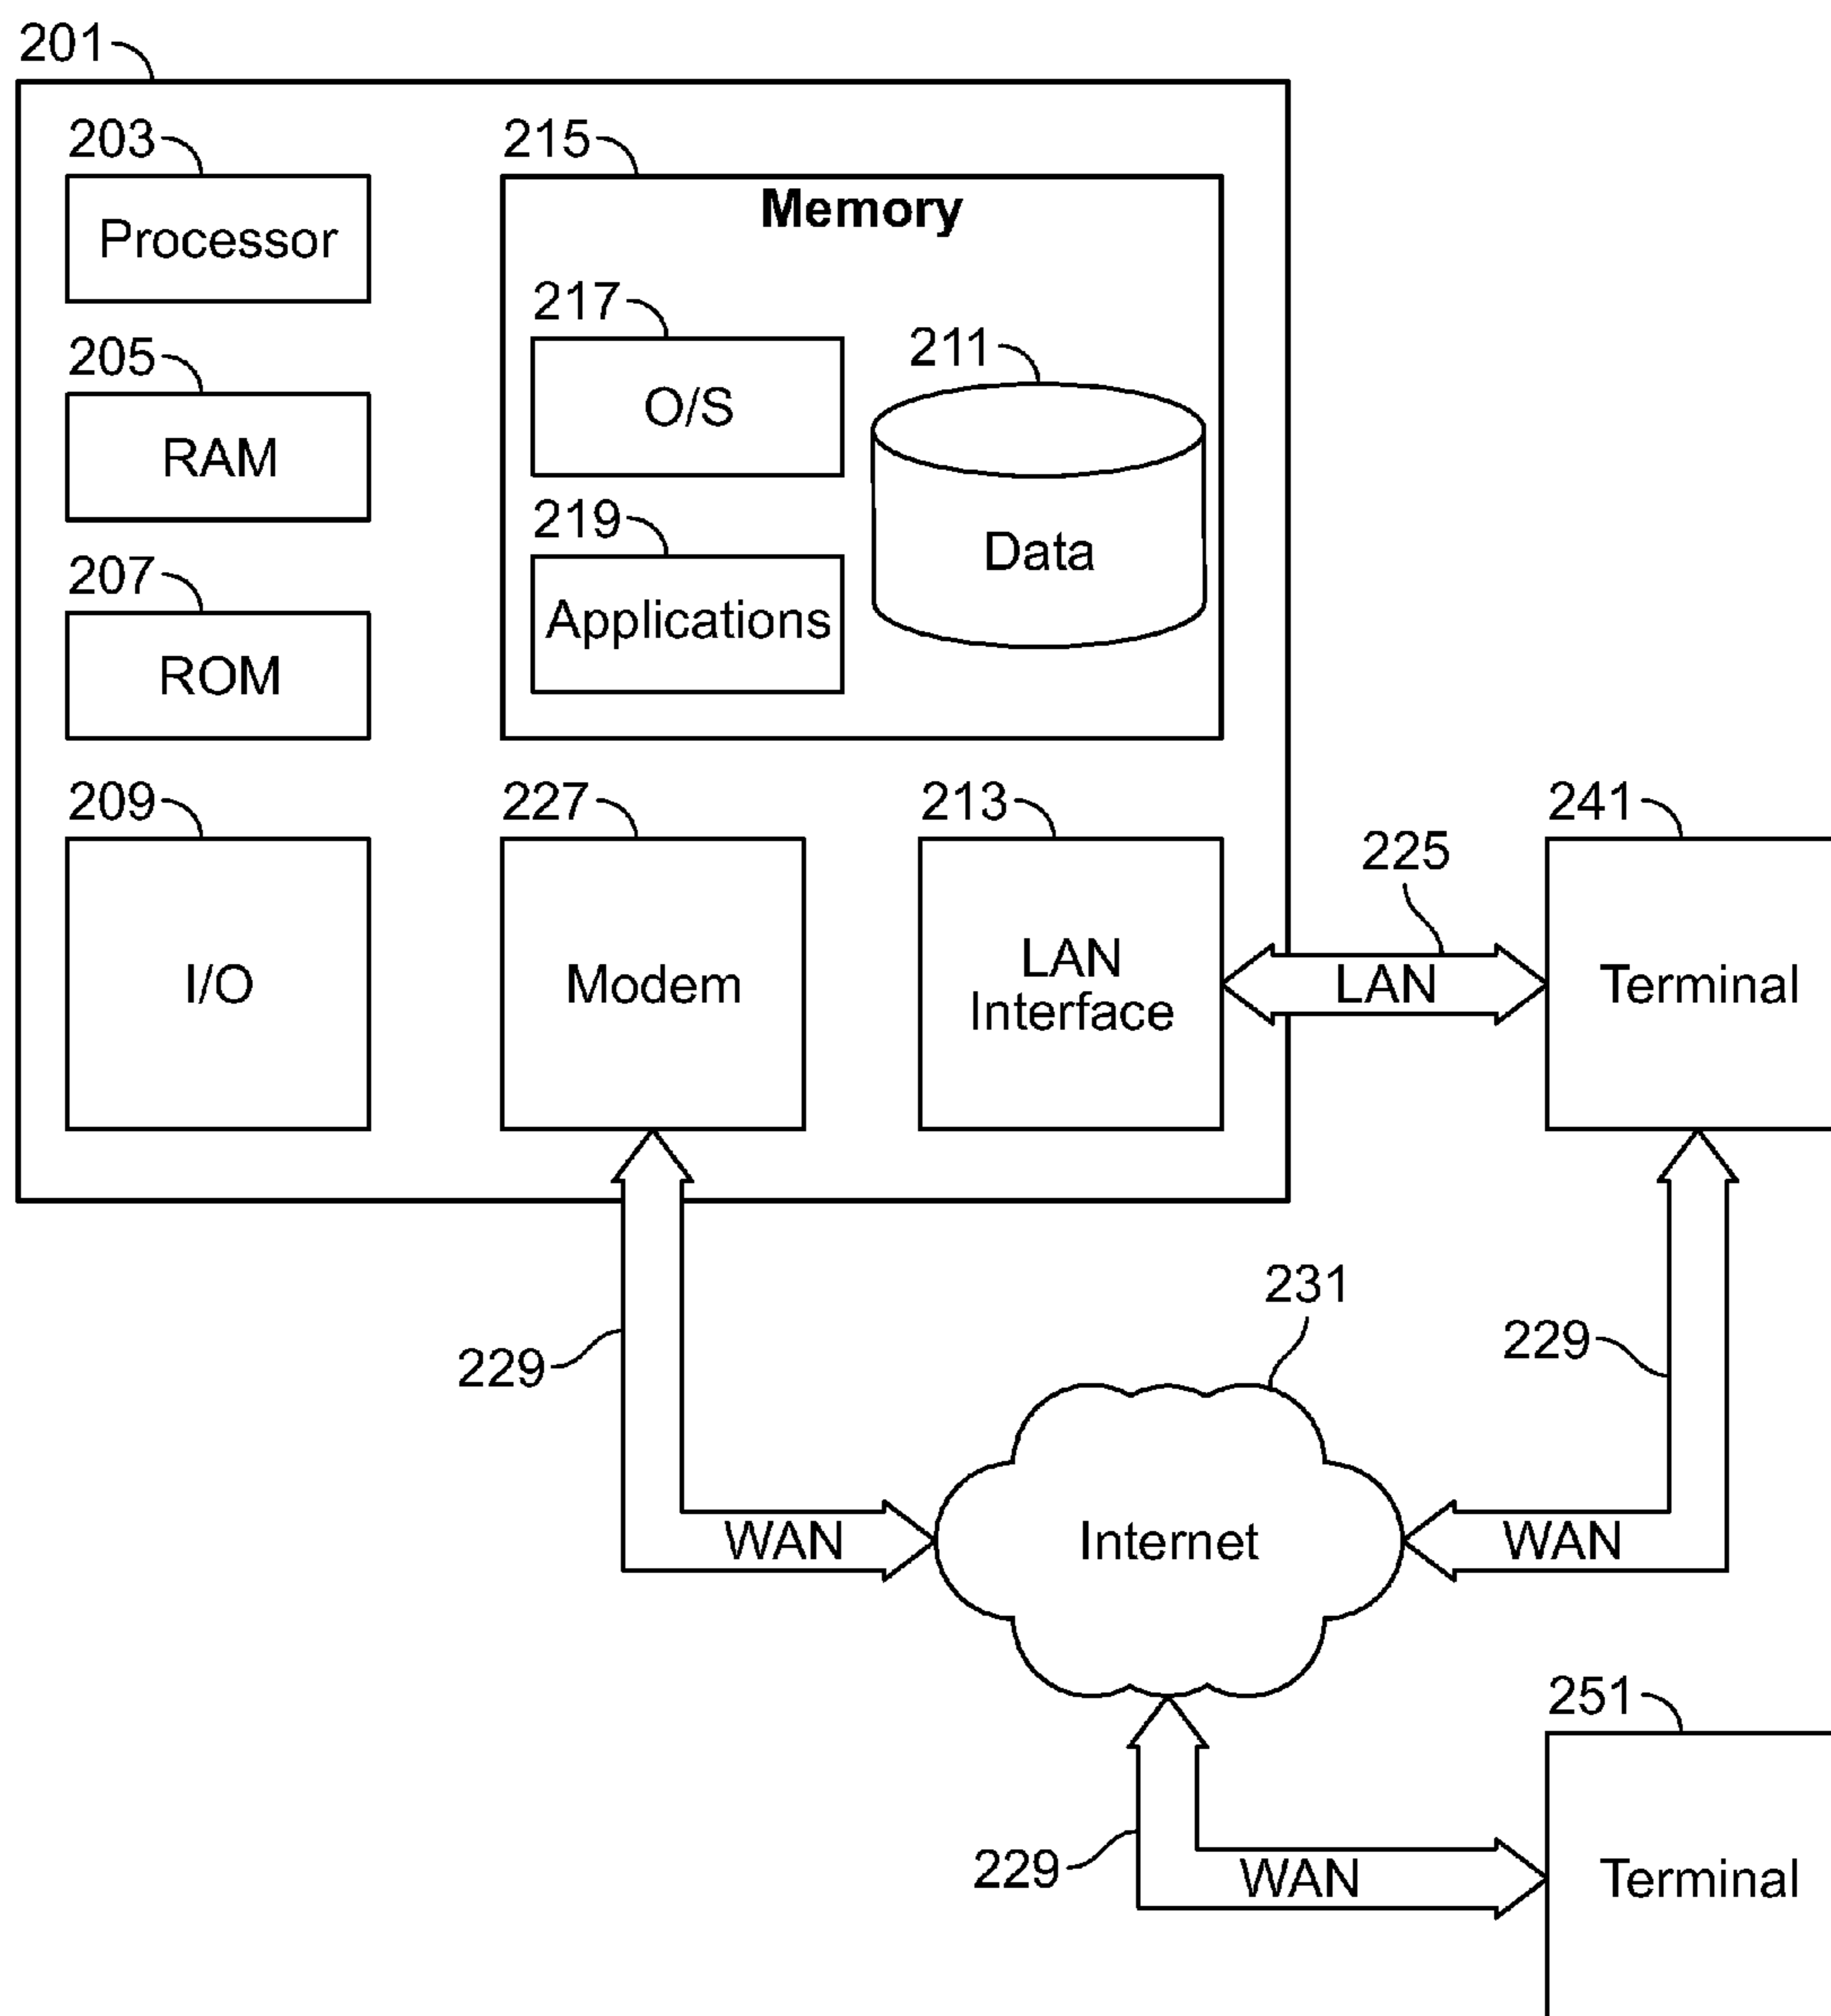 201
203
Processor
215
Memory
217
O/S
211
Data
205
RAM
219
Applications
207
ROM
209
I/O
227
Modem
213
LAN
Interface
225
LAN
241
Terminal
229
WAN
231
Internet
229
WAN
229
WAN
251
Terminal